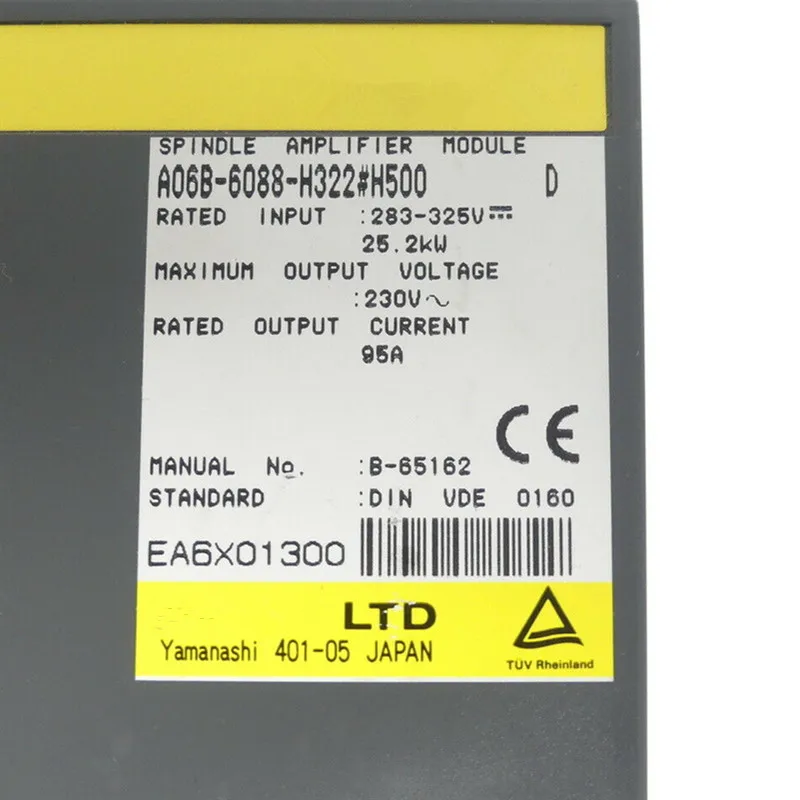 SPINDLE AMPLIFIER MODULE
A06B-6088-H322#H500 D
RATED INPUT :283-325V⎓
25.2kW
MAXIMUM OUTPUT VOLTAGE
:230V~
RATED OUTPUT CURRENT
95A
CE
MANUAL No. :B-65162
STANDARD :DIN VDE 0160
EA6X01300
LTD
Yamanashi 401-05 JAPAN
TÜV Rheinland